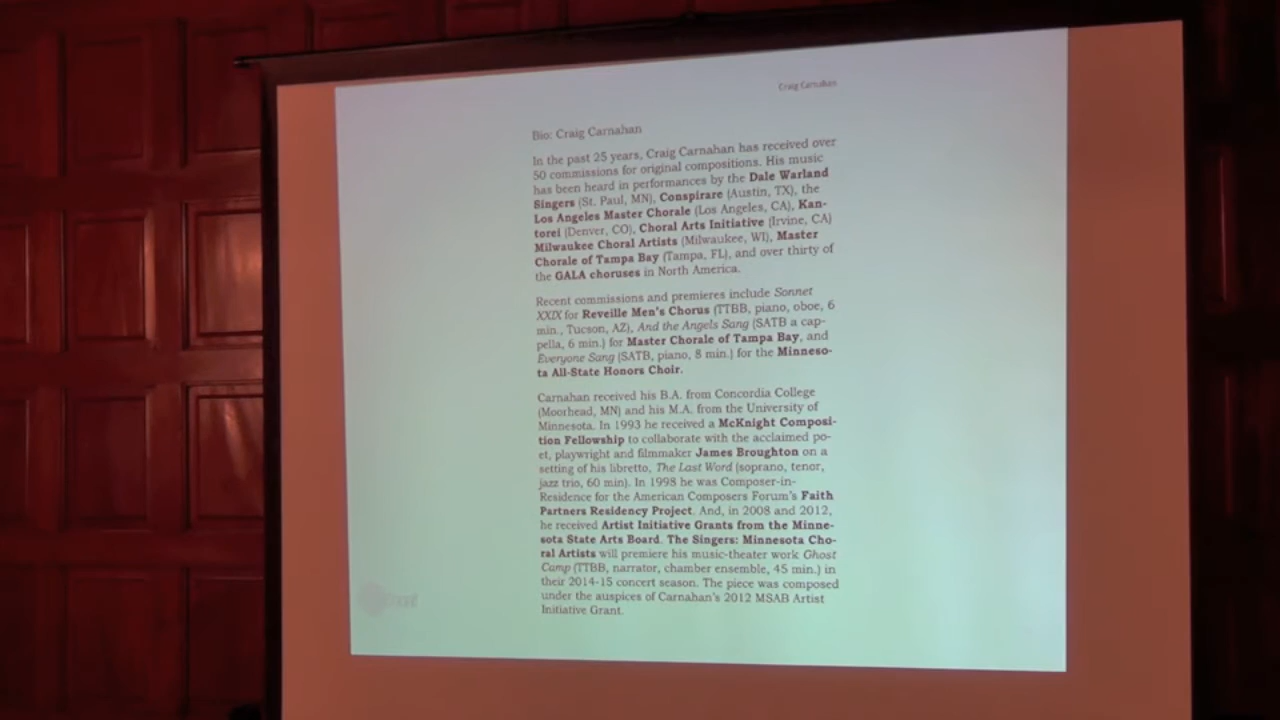 Craig Carnahan
Bio: Craig Carnahan
In the past 25 years, Craig Carnahan has received over
50 commissions for original compositions. His music
has been heard in performances by the Dale Warland
Singers (St. Paul, MN), Conspirare (Austin, TX), the
Los Angeles Master Chorale (Los Angeles, CA), Kan-
torei (Denver, CO), Choral Arts Initiative (Irvine, CA)
Milwaukee Choral Artists (Milwaukee, WI), Master
Chorale of Tampa Bay (Tampa, FL), and over thirty of
the GALA choruses in North America.
Recent commissions and premieres include Sonnet
XXIX for Reveille Men's Chorus (TTBB, piano, oboe, 6
min., Tucson, AZ), And the Angels Sang (SATB a cap-
pella, 6 min.) for Master Chorale of Tampa Bay, and
Everyone Sang (SATB, piano, 8 min.) for the Minneso-
ta All-State Honors Choir.
Carnahan received his B.A. from Concordia College
(Moorhead, MN) and his M.A. from the University of
Minnesota. In 1993 he received a McKnight Composi-
tion Fellowship to collaborate with the acclaimed po-
et, playwright and filmmaker James Broughton on a
setting of his libretto, The Last Word (soprano, tenor,
jazz trio, 60 min). In 1998 he was Composer-in-
Residence for the American Composers Forum's Faith
Partners Residency Project. And, in 2008 and 2012,
he received Artist Initiative Grants from the Minne-
sota State Arts Board. The Singers: Minnesota Cho-
ral Artists will premiere his music-theater work Ghost
Camp (TTBB, narrator, chamber ensemble, 45 min.) in
their 2014-15 concert season. The piece was composed
under the auspices of Carnahan's 2012 MSAB Artist
Initiative Grant.